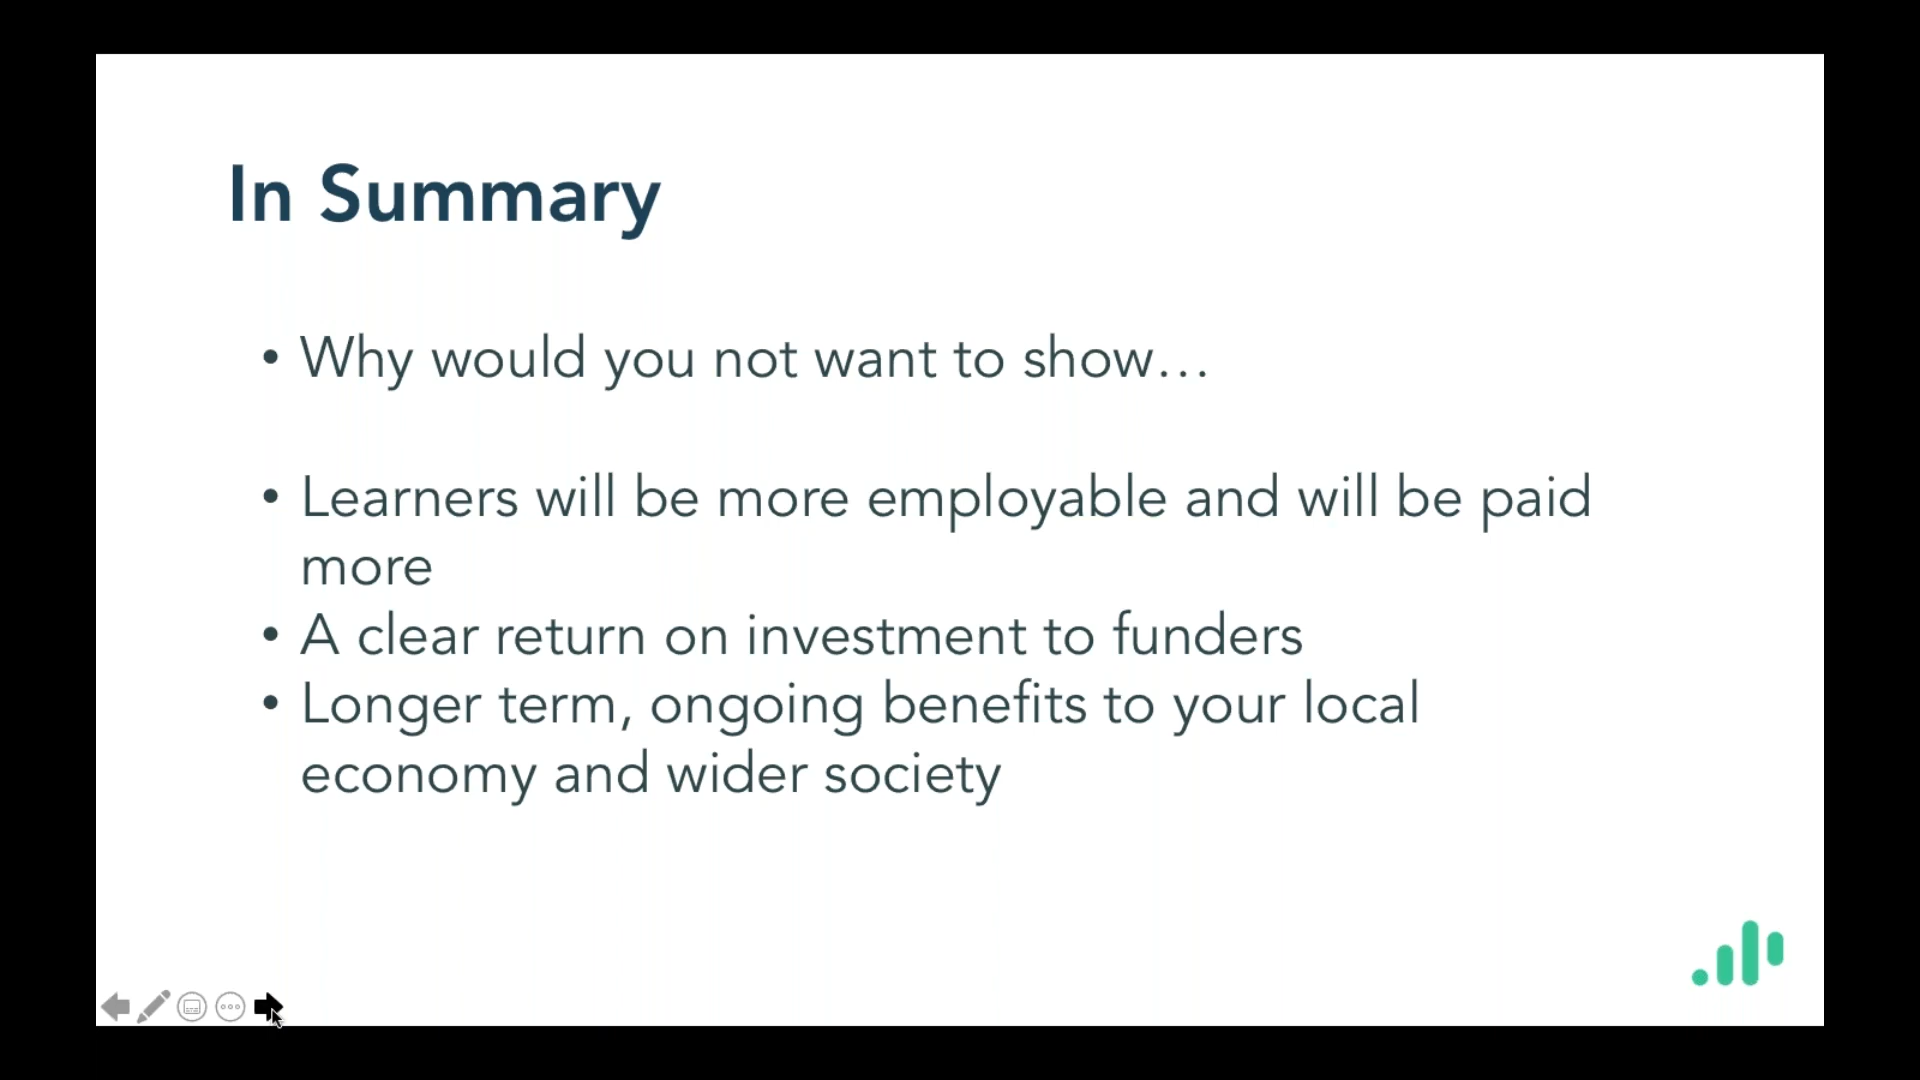 In Summary
• Why would you not want to show...
• Learners will be more employable and will be paid
more
• A clear return on investment to funders
• Longer term, ongoing benefits to your local
economy and wider society